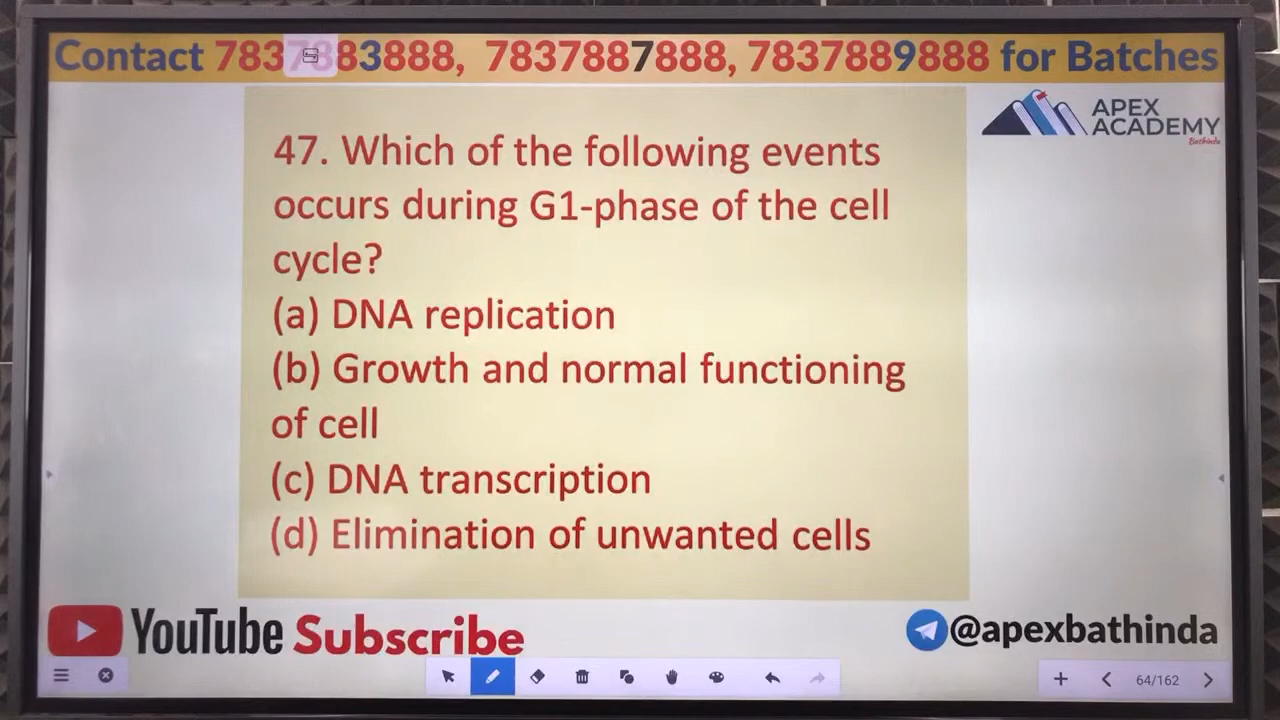 Contact 7837883888, 7837887888, 7837889888 for Batches
APEX
ACADEMY
Bathinda
47. Which of the following events
occurs during G1-phase of the cell
cycle?
(a) DNA replication
(b) Growth and normal functioning
of cell
(c) DNA transcription
(d) Elimination of unwanted cells
YouTube Subscribe
@apexbathinda
64/162